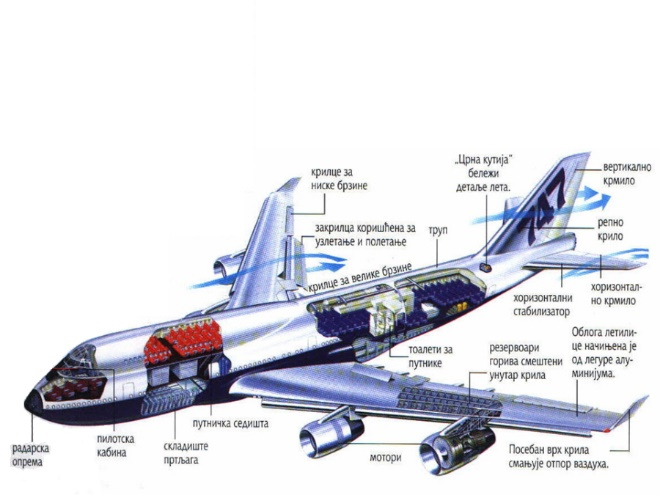 „Црна кутија"
бележи
детаље лета.
вертикално
крмило
крилце за
ниске брзине
747
закрилца коришћена за
узлетање и полетање
труп
репно
крило
крилце за велике брзине
хоризонтал-
но крмило
хоризонтални
стабилизатор
Облога летили-
це начињена је
од легуре алу-
минијума.
тоалети за
путнике
резервоари
горива смештени
унутар крила
путничка седишта
радарска
опрема
пилотска
кабина
складиште
пртљага
мотори
Посебан врх крила
смањује отпор ваздуха.